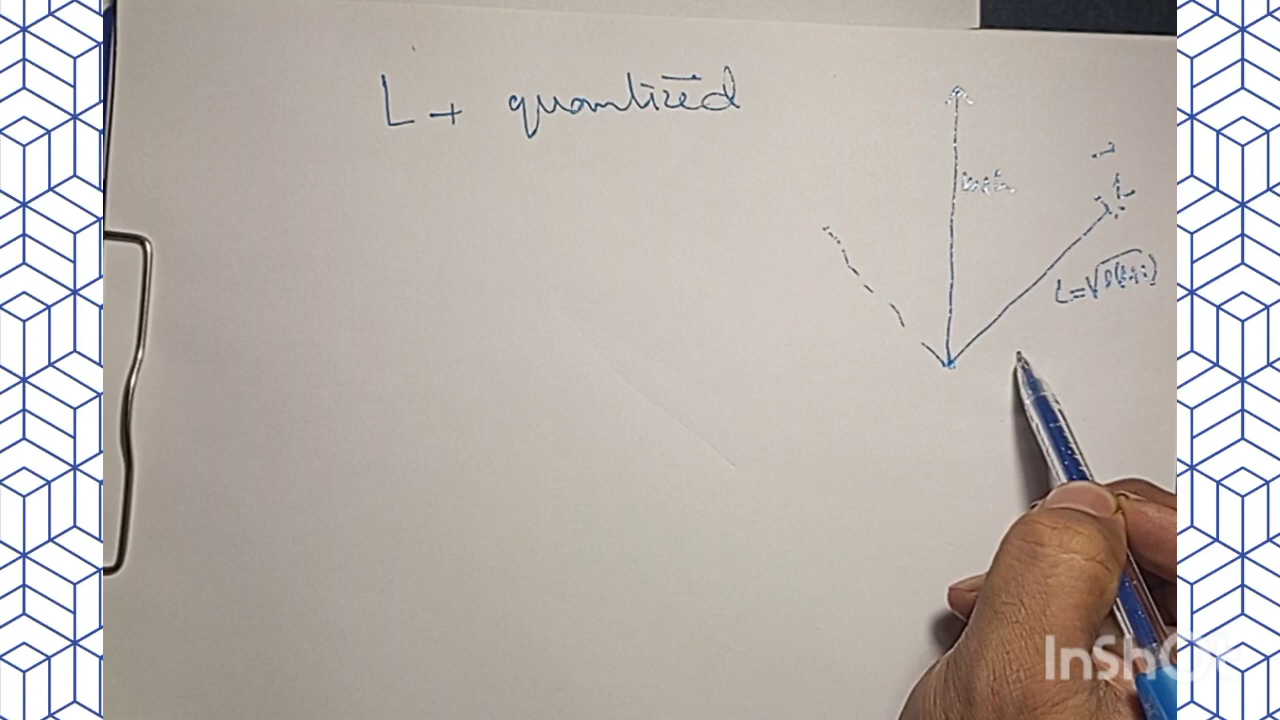 L → quantized
L
L = √l(l+1)
InShOt